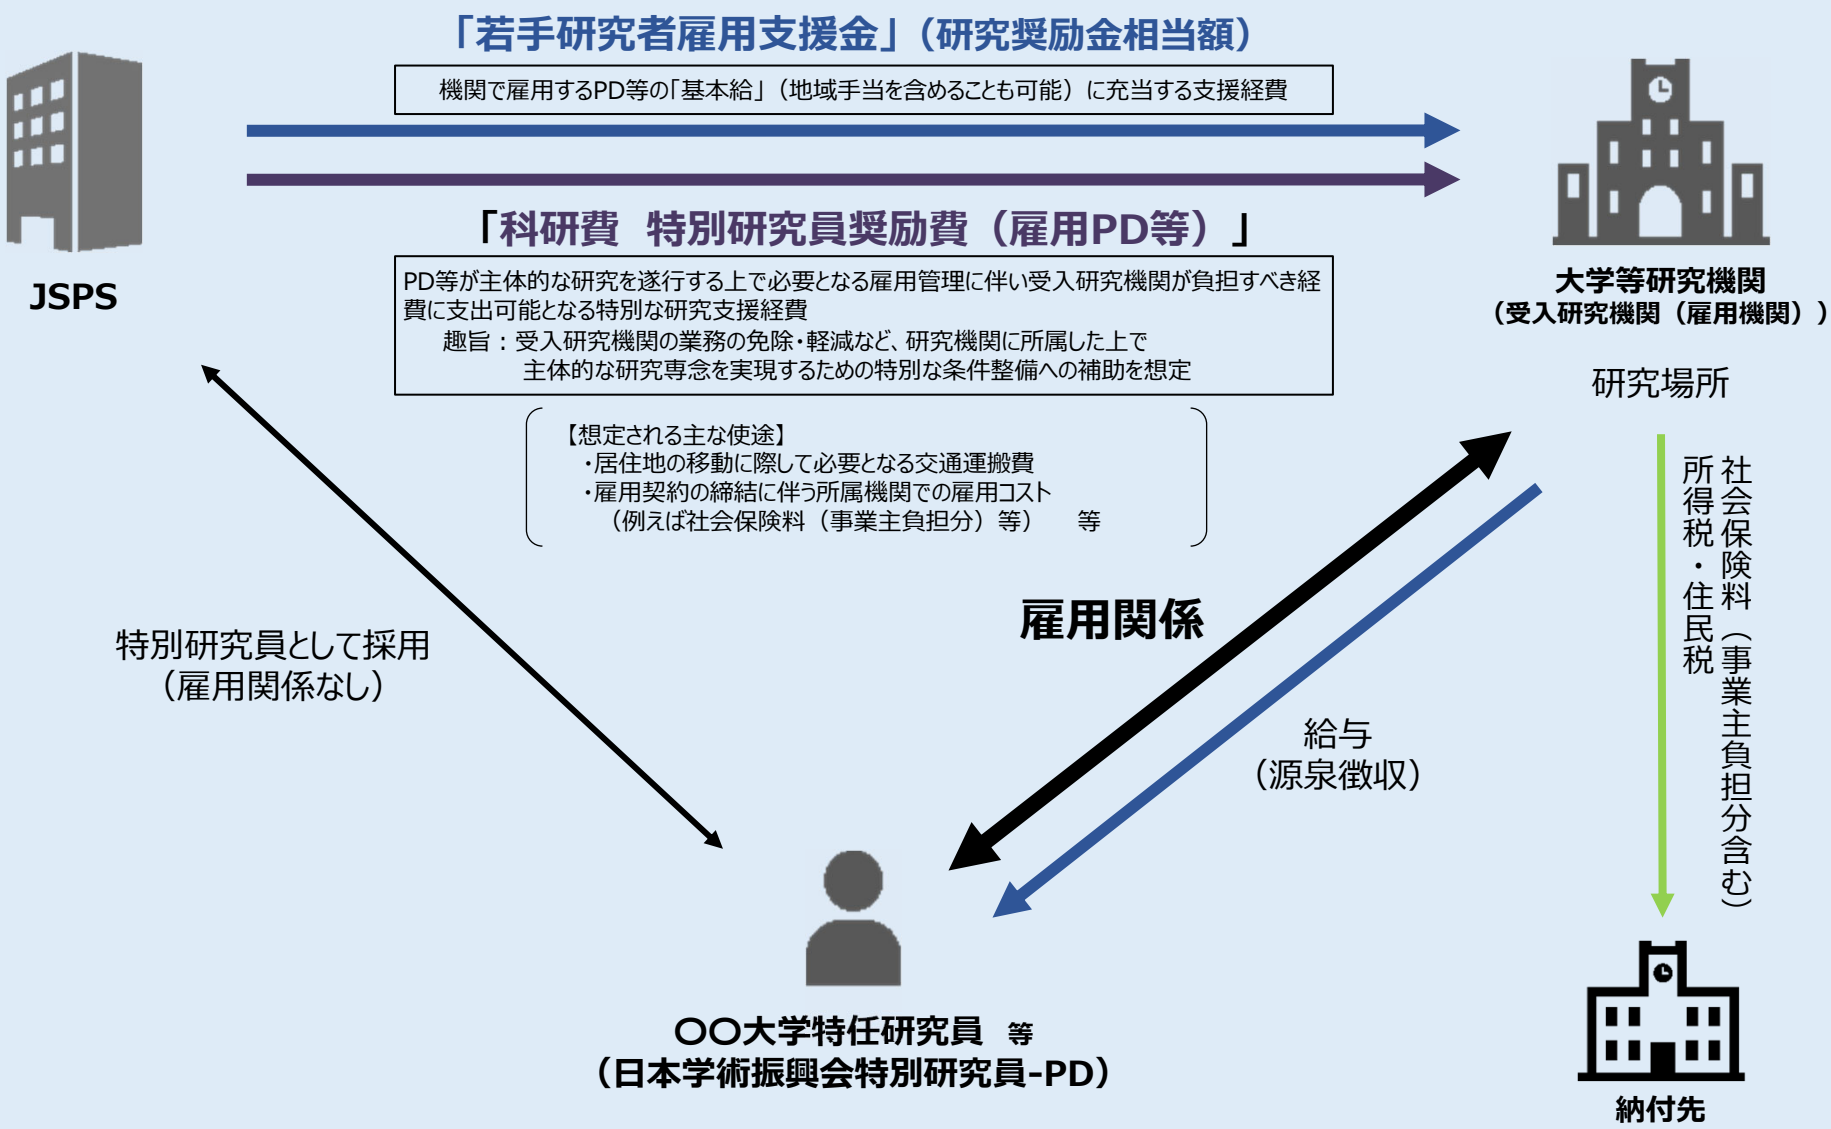 「若手研究者雇用支援金」（研究奨励金相当額）
機関で雇用するPD等の「基本給」（地域手当を含めることも可能）に充当する支援経費
「科研費　特別研究員奨励費（雇用PD等）」
PD等が主体的な研究を遂行する上で必要となる雇用管理に伴い受入研究機関が負担すべき経
費に支出可能となる特別な研究支援経費
趣旨：受入研究機関の業務の免除・軽減など、研究機関に所属した上で
主体的な研究専念を実現するための特別な条件整備への補助を想定
【想定される主な使途】
・居住地の移動に際して必要となる交通運搬費
・雇用契約の締結に伴う所属機関での雇用コスト
（例えば社会保険料（事業主負担分）等）　　等
JSPS
大学等研究機関
（受入研究機関（雇用機関））
研究場所
社会保険料（事業主負担分含む）
所得税・住民税
雇用関係
特別研究員として採用
（雇用関係なし）
給与
（源泉徴収）
〇〇大学特任研究員　等
（日本学術振興会特別研究員-PD）
納付先